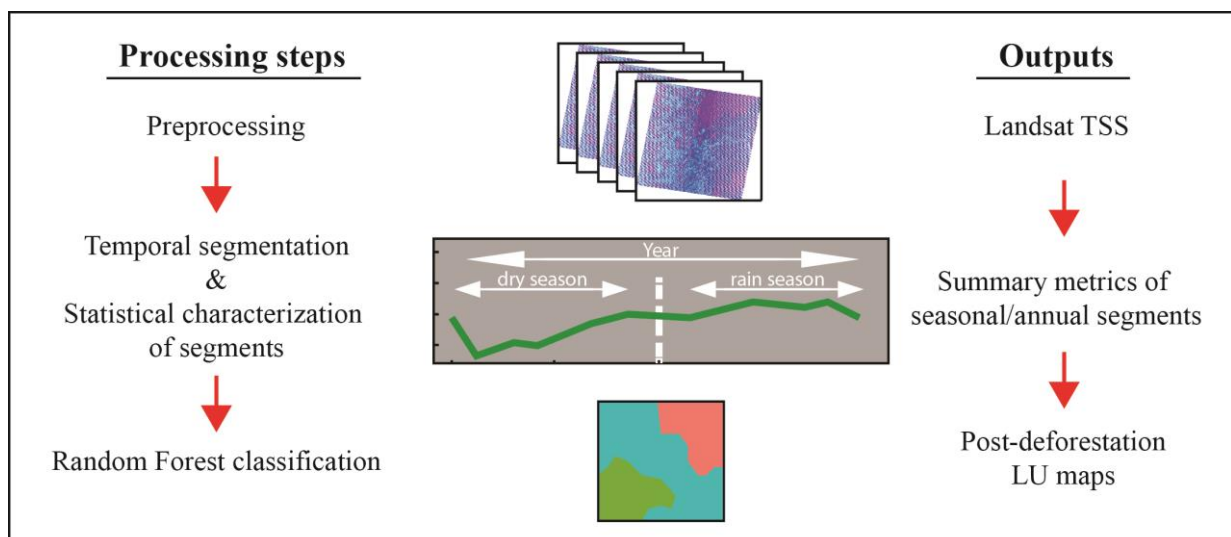 Processing steps
Preprocessing
Temporal segmentation
&
Statistical characterization
of segments
Random Forest classification
Year
dry season
rain season
Outputs
Landsat TSS
Summary metrics of
seasonal/annual segments
Post-deforestation
LU maps